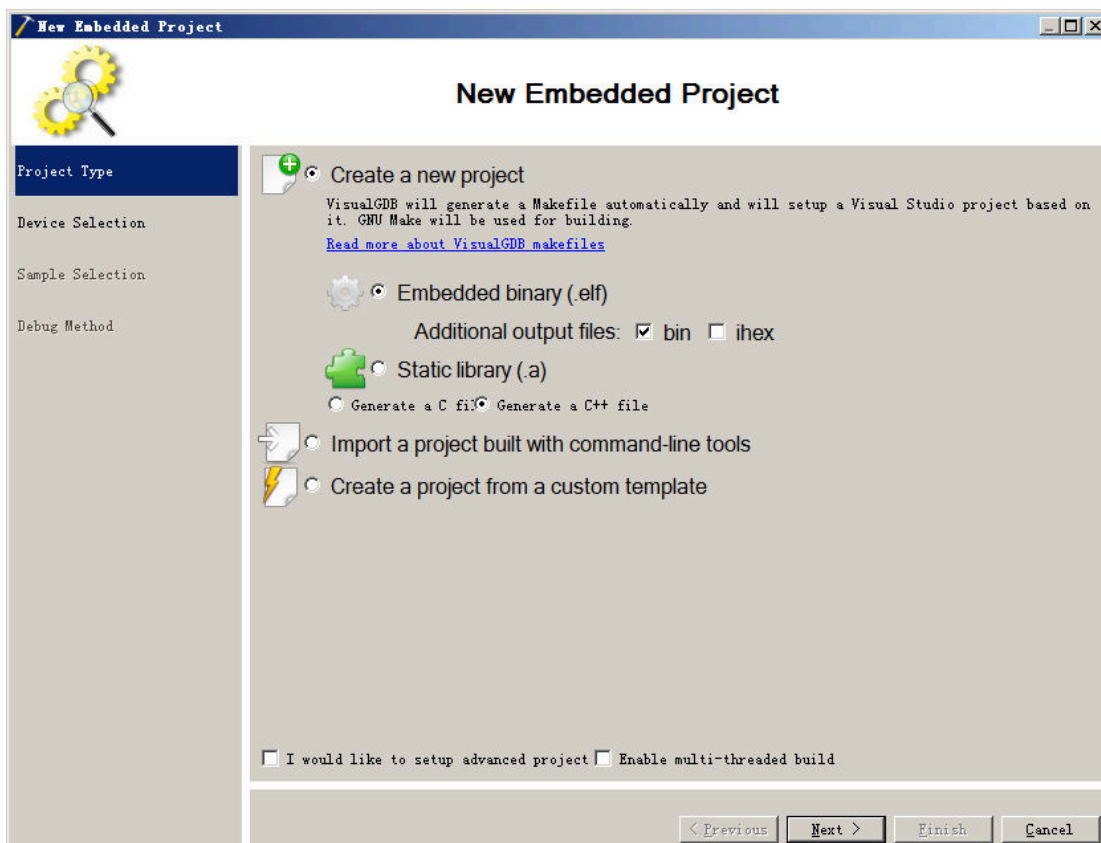 New Embedded Project
New Embedded Project
Project Type
Device Selection
Sample Selection
Debug Method
Create a new project
VisualGDB will generate a Makefile automatically and will setup a Visual Studio project based on
it. GNU Make will be used for building.
Read more about VisualGDB makefiles
Embedded binary (.elf)
Additional output files: bin ihex
Static library (.a)
Generate a C fi Generate a C++ file
Import a project built with command-line tools
Create a project from a custom template
I would like to setup advanced project Enable multi-threaded build
< Previous Next > Finish Cancel